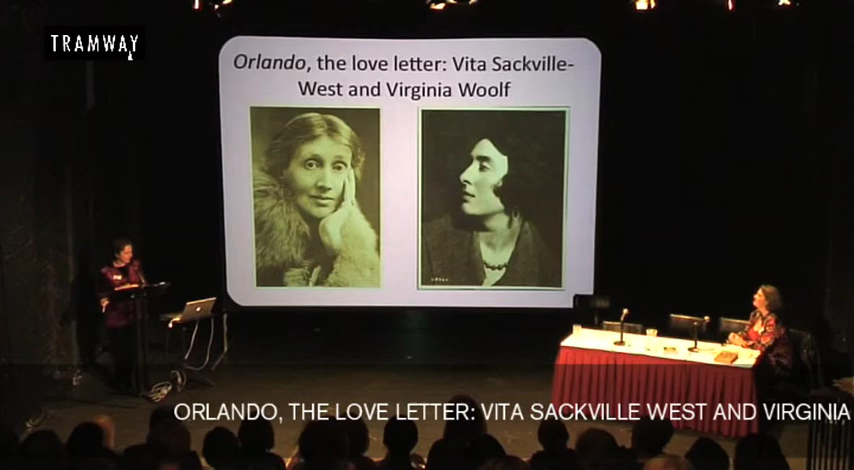 TRAMWAY
Orlando, the love letter: Vita Sackville-
West and Virginia Woolf
ORLANDO, THE LOVE LETTER: VITA SACKVILLE WEST AND VIRGINIA